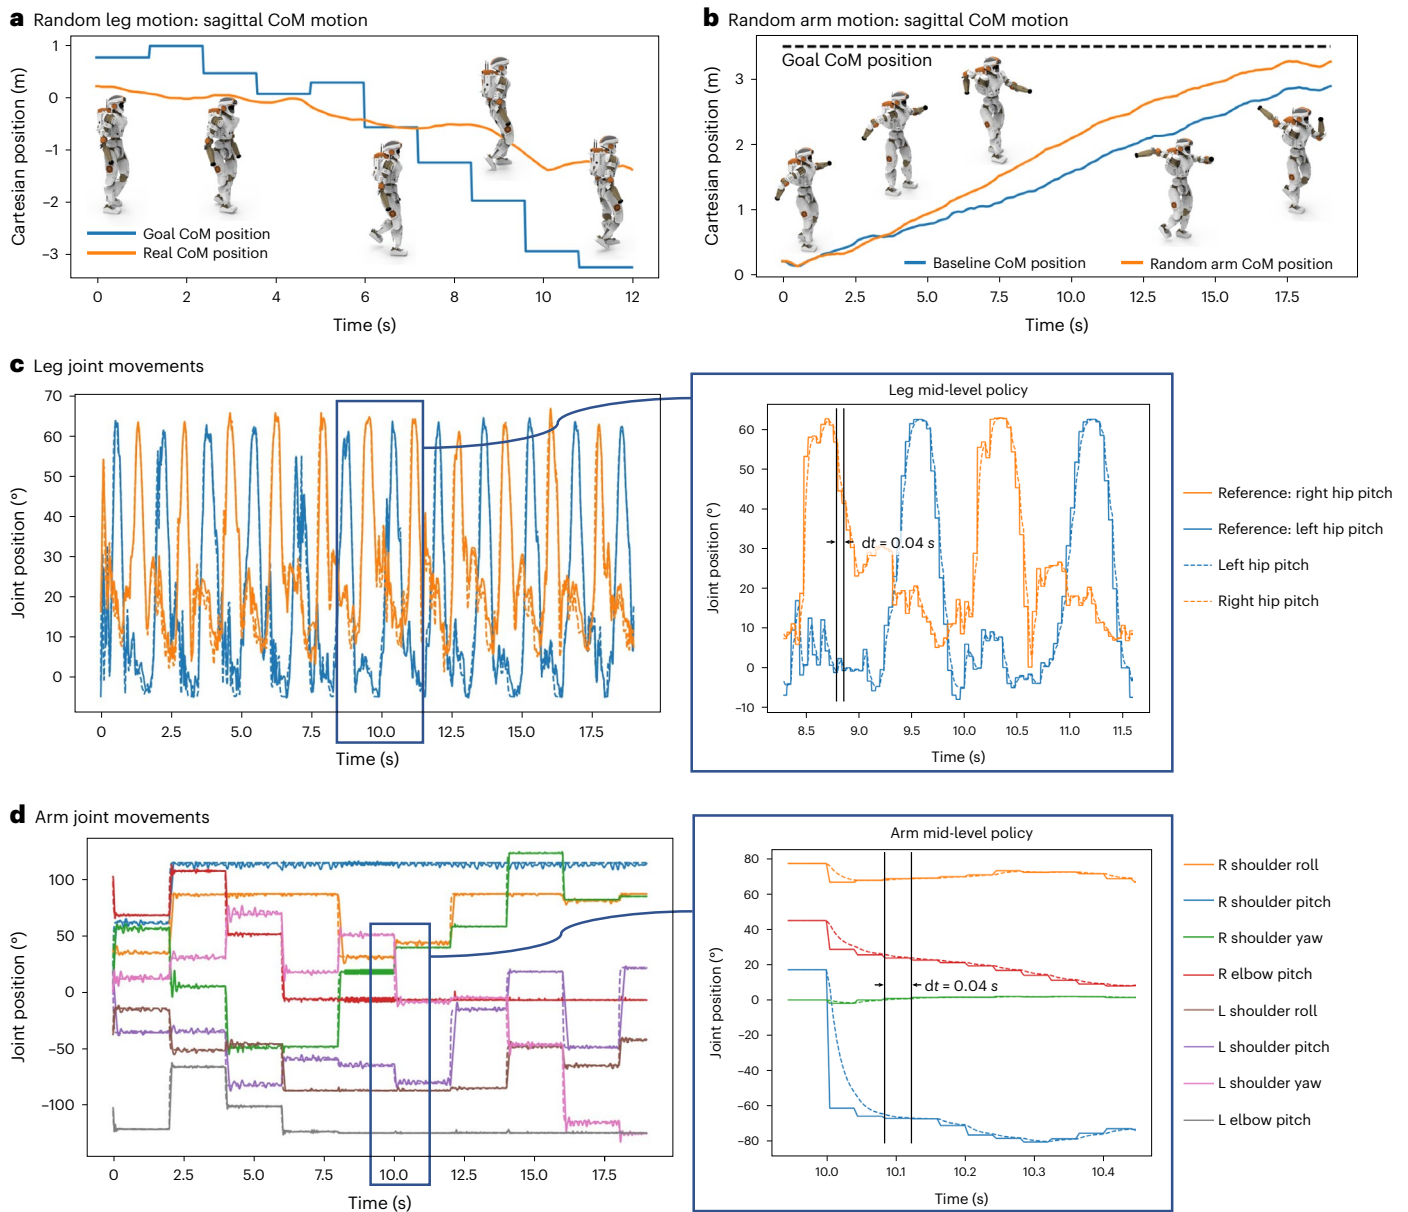 a Random leg motion: sagittal CoM motion
Cartesian position (m)
1
0
–1
–2
–3
Goal CoM position
Real CoM position
0 2 4 6 8 10 12
Time (s)
b Random arm motion: sagittal CoM motion
Cartesian position (m)
3
2
1
0
Goal CoM position
Baseline CoM position Random arm CoM position
0 2.5 5.0 7.5 10.0 12.5 15.0 17.5
Time (s)
c Leg joint movements
Joint position (°)
70
60
50
40
30
20
10
0
0 2.5 5.0 7.5 10.0 12.5 15.0 17.5
Time (s)
Leg mid-level policy
Joint position (°)
60
50
40
30
20
10
0
–10
dt = 0.04 s
8.5 9.0 9.5 10.0 10.5 11.0 11.5
Time (s)
Reference: right hip pitch
Reference: left hip pitch
Left hip pitch
Right hip pitch
d Arm joint movements
Joint position (°)
100
50
0
–50
–100
0 2.5 5.0 7.5 10.0 12.5 15.0 17.5
Time (s)
Arm mid-level policy
Joint position (°)
80
60
40
20
0
–20
–40
–60
–80
dt = 0.04 s
10.0 10.1 10.2 10.3 10.4
Time (s)
R shoulder roll
R shoulder pitch
R shoulder yaw
R elbow pitch
L shoulder roll
L shoulder pitch
L shoulder yaw
L elbow pitch